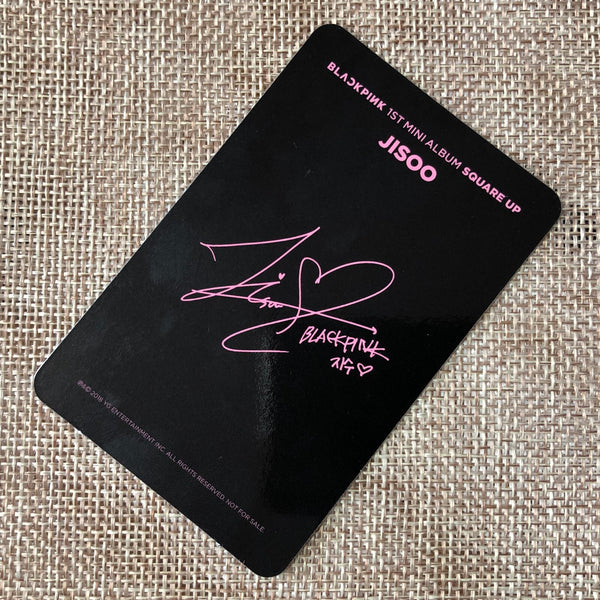 BLACKPINK 1ST MINI ALBUM SQUARE UP
JISOO
Jisoo
BLACKPINK
지수♡
℗&© 2018 YG ENTERTAINMENT INC. ALL RIGHTS RESERVED. NOT FOR SALE.